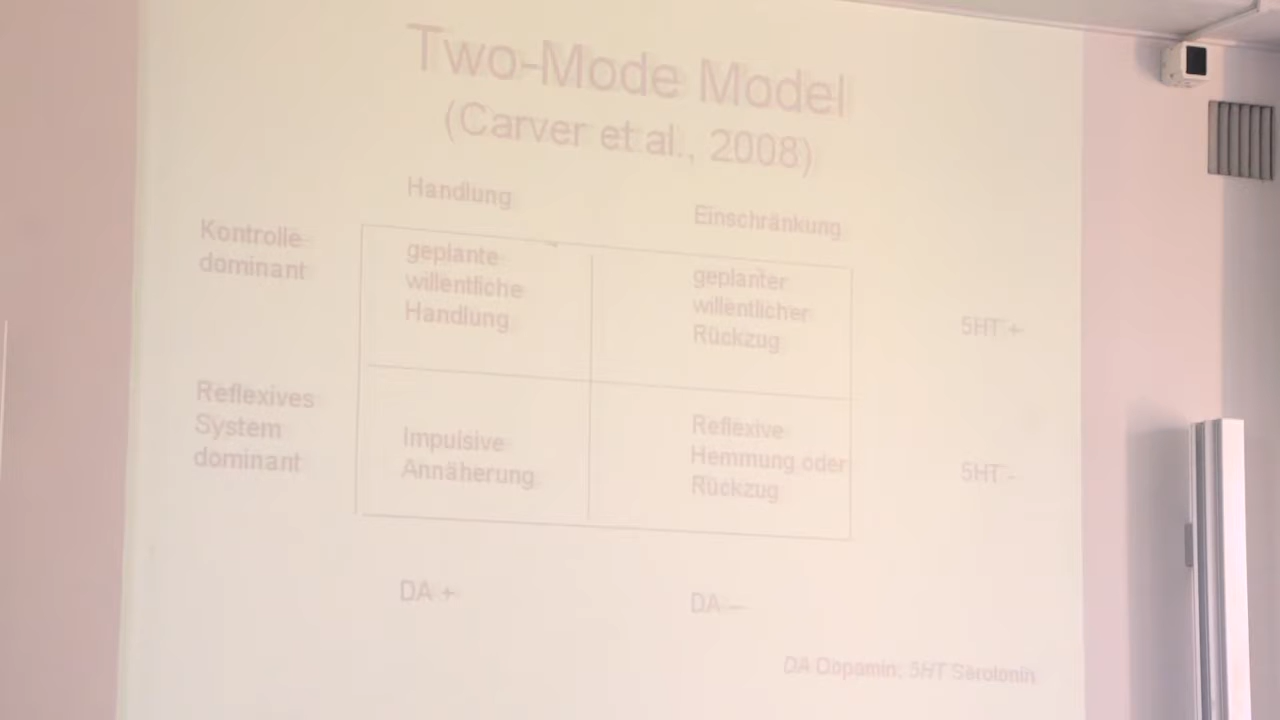 Two-Mode Model
(Carver et al., 2008)
Handlung
Einschränkung
Kontrolle
dominant
geplante
willentliche
Handlung
geplanter
willentlicher
Rückzug
5HT +
Reflexives
System
dominant
Impulsive
Annäherung
Reflexive
Hemmung oder
Rückzug
5HT -
DA +
DA –
DA Dopamin; 5HT Serotonin